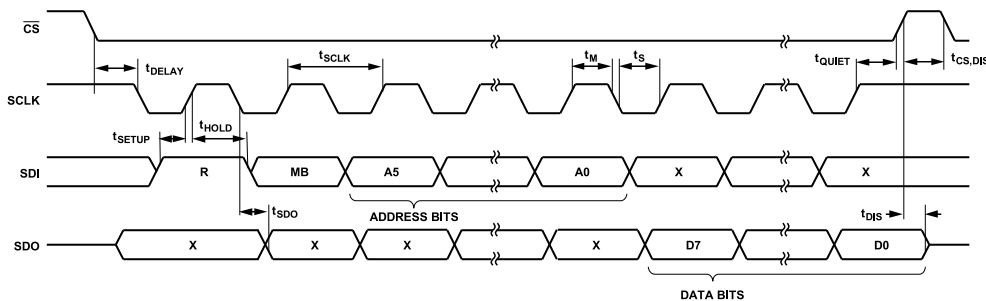 CS
tDELAY
tSCLK
tM
tS
tQUIET
tCS,DIS
SCLK
tSETUP
tHOLD
SDI
R
MB
A5
A0
X
X
tSDO
ADDRESS BITS
tDIS
SDO
X
X
X
X
D7
D0
DATA BITS